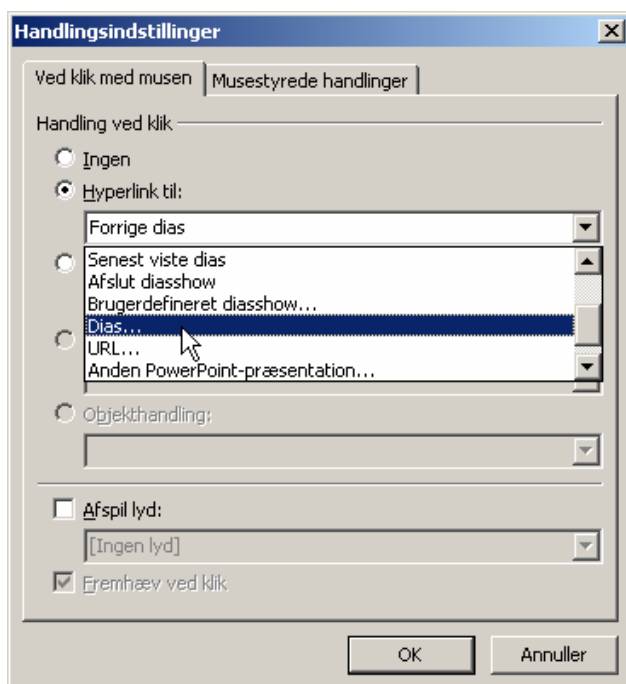 Handlingsindstillinger
Ved klik med musen
Musestyrede handlinger
Handling ved klik
Ingen
Hyperlink til:
Forrige dias
Senest viste dias
Afslut diasshow
Brugerdefineret diasshow...
Dias...
URL...
Anden PowerPoint-præsentation...
Objekthandling:
Afspil lyd:
[Ingen lyd]
Fremhæv ved klik
OK
Annuller